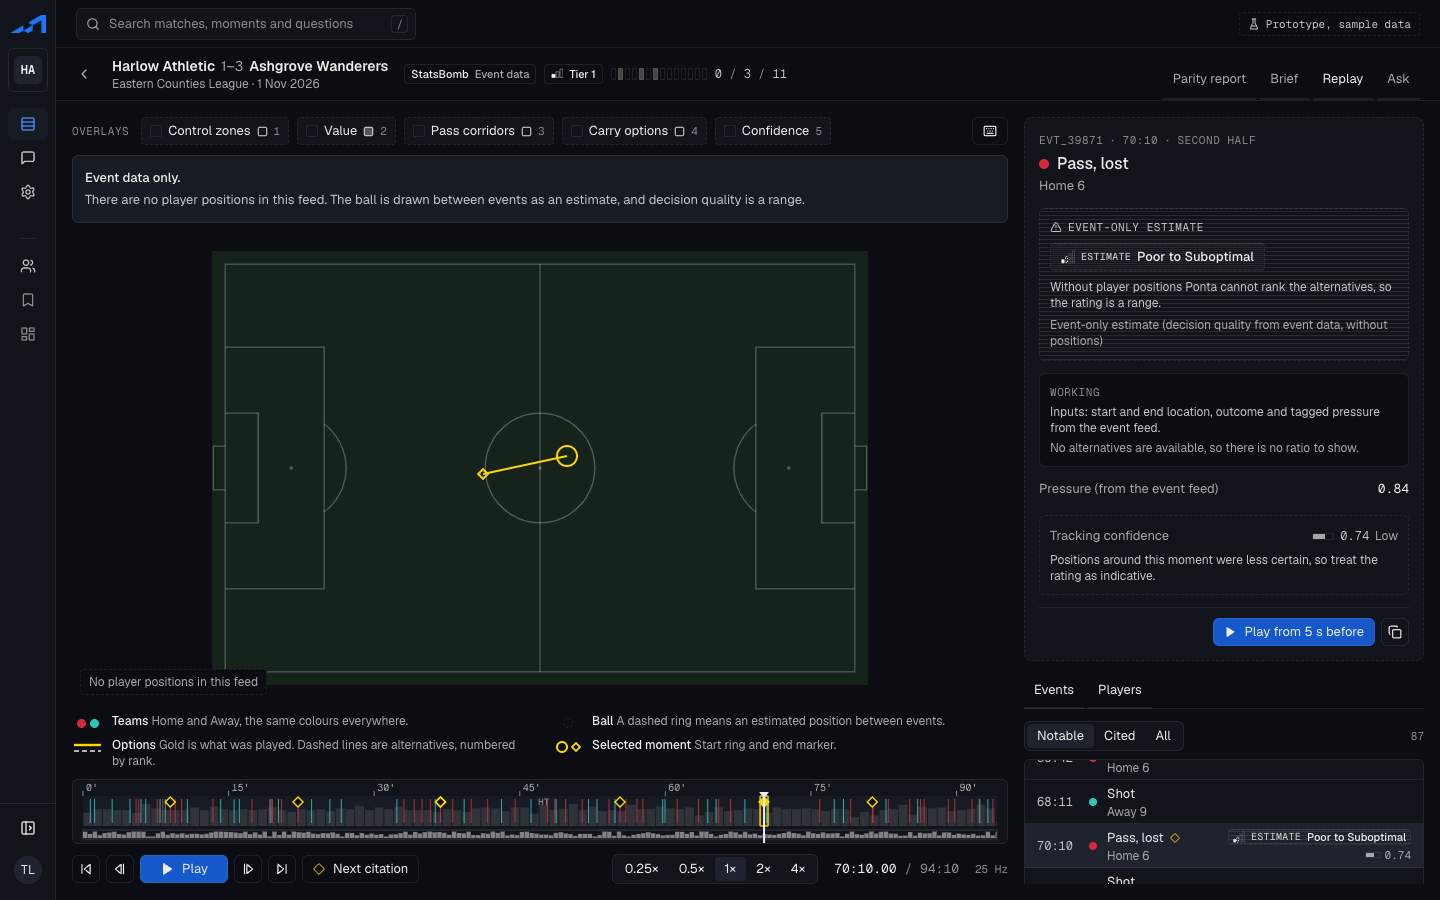 Search matches, moments and questions
/
Prototype, sample data
HA
Harlow Athletic 1–3 Ashgrove Wanderers
Eastern Counties League · 1 Nov 2026
StatsBomb Event data
Tier 1
0 / 3 / 11
Parity report
Brief
Replay
Ask
OVERLAYS
Control zones 1
Value 2
Pass corridors 3
Carry options 4
Confidence 5
Event data only.
There are no player positions in this feed. The ball is drawn between events as an estimate, and decision quality is a range.
No player positions in this feed
Teams Home and Away, the same colours everywhere.
Ball A dashed ring means an estimated position between events.
Options Gold is what was played. Dashed lines are alternatives, numbered
by rank.
Selected moment Start ring and end marker.
0' 15' 30' 45' 60' 75' 90'
HT
Play
Next citation
0.25× 0.5× 1× 2× 4×
70:10.00 / 94:10 25 Hz
EVT_39871 · 70:10 · SECOND HALF
Pass, lost
Home 6
EVENT-ONLY ESTIMATE
ESTIMATE Poor to Suboptimal
Without player positions Ponta cannot rank the alternatives, so
the rating is a range.
Event-only estimate (decision quality from event data, without
positions)
WORKING
Inputs: start and end location, outcome and tagged pressure
from the event feed.
No alternatives are available, so there is no ratio to show.
Pressure (from the event feed) 0.84
Tracking confidence 0.74 Low
Positions around this moment were less certain, so treat the
rating as indicative.
Play from 5 s before
Events
Players
Notable Cited All 87
Home 6
68:11 Shot
Away 9
70:10 Pass, lost ESTIMATE Poor to Suboptimal
Home 6 0.74
Shot
TL